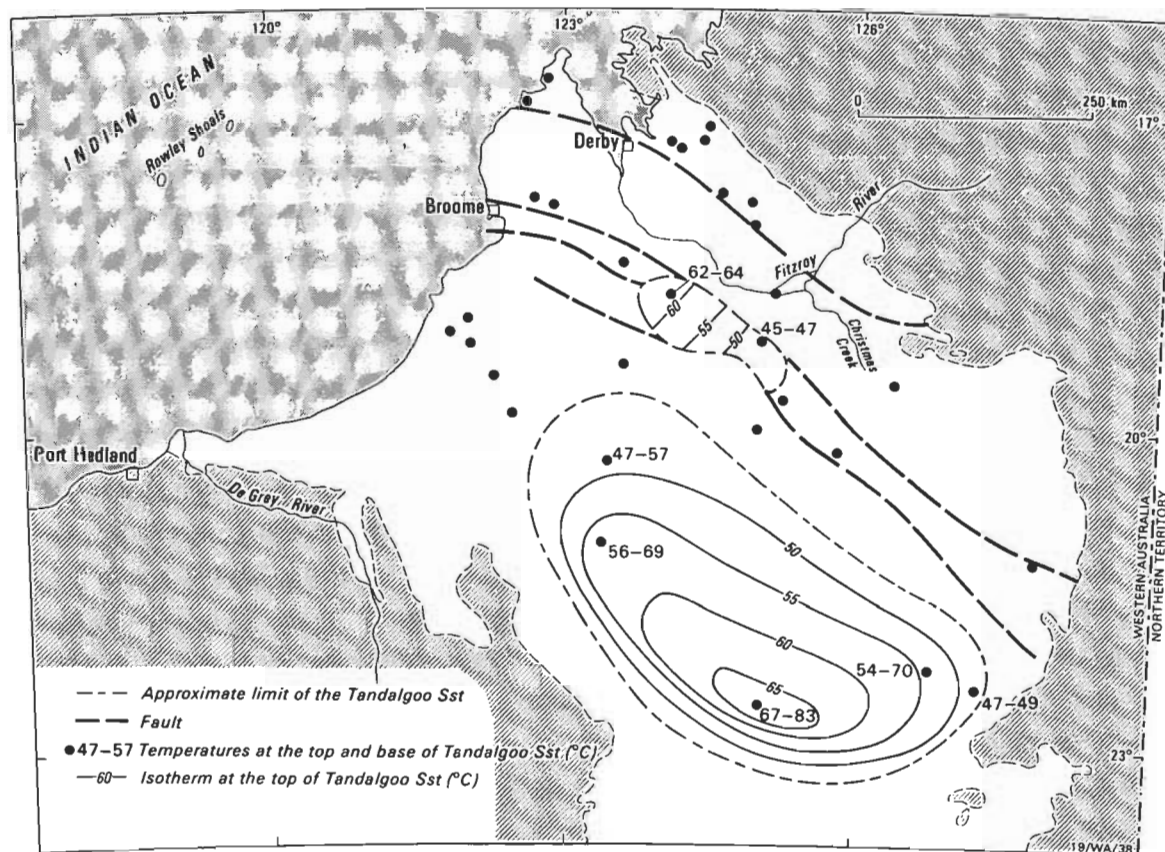 120°
123°
126°
INDIAN OCEAN
Rowley Shoals
0 250 km
17°
Derby
Broome
River
Fitzroy
62–64
60
55
50
45–47
Christmas
Creek
Port Hedland
De Grey River
20°
47–57
50
56–69
55
60
54–70
65
67–83
47–49
WESTERN AUSTRALIA
NORTHERN TERRITORY
23°
Approximate limit of the Tandalgoo Sst
Fault
47–57 Temperatures at the top and base of Tandalgoo Sst (°C)
60 Isotherm at the top of Tandalgoo Sst (°C)
19/WA/38